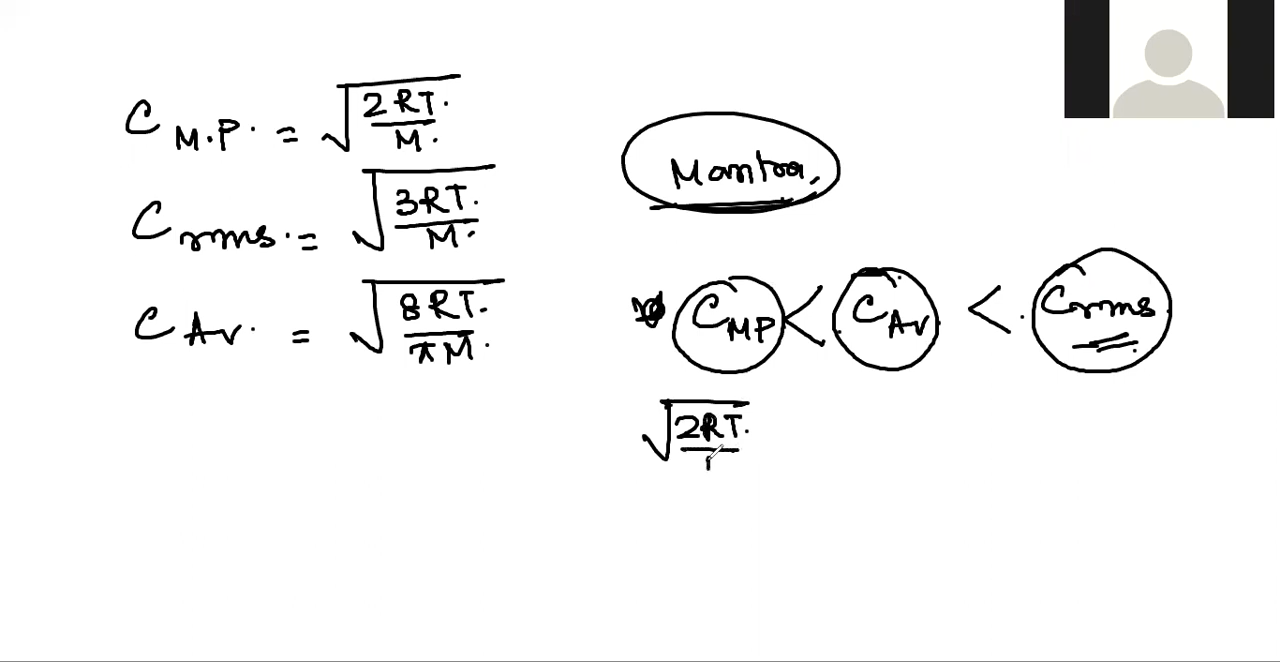 C M.P. = √(2RT/M)
C rms. = √(3RT/M)
C Av. = √(8RT/πM)
Mantra,
C MP < C Av < C rms
√(2RT